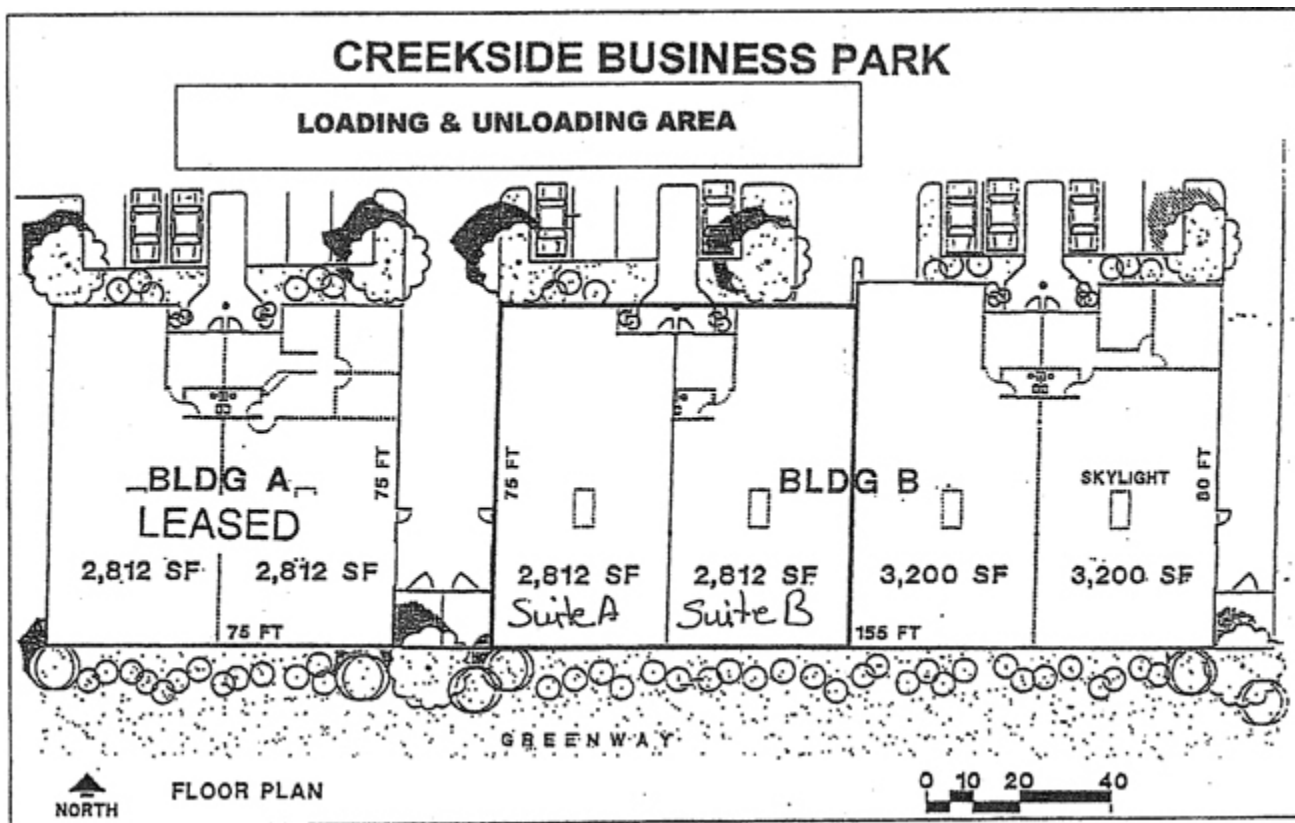 CREEKSIDE BUSINESS PARK
LOADING & UNLOADING AREA
75 FT
75 FT
80 FT
BLDG A
LEASED
BLDG B
SKYLIGHT
2,812 SF
2,812 SF
2,812 SF
2,812 SF
3,200 SF
3,200 SF
Suite A
Suite B
75 FT
155 FT
GREENWAY
NORTH
FLOOR PLAN
0 10 20 40